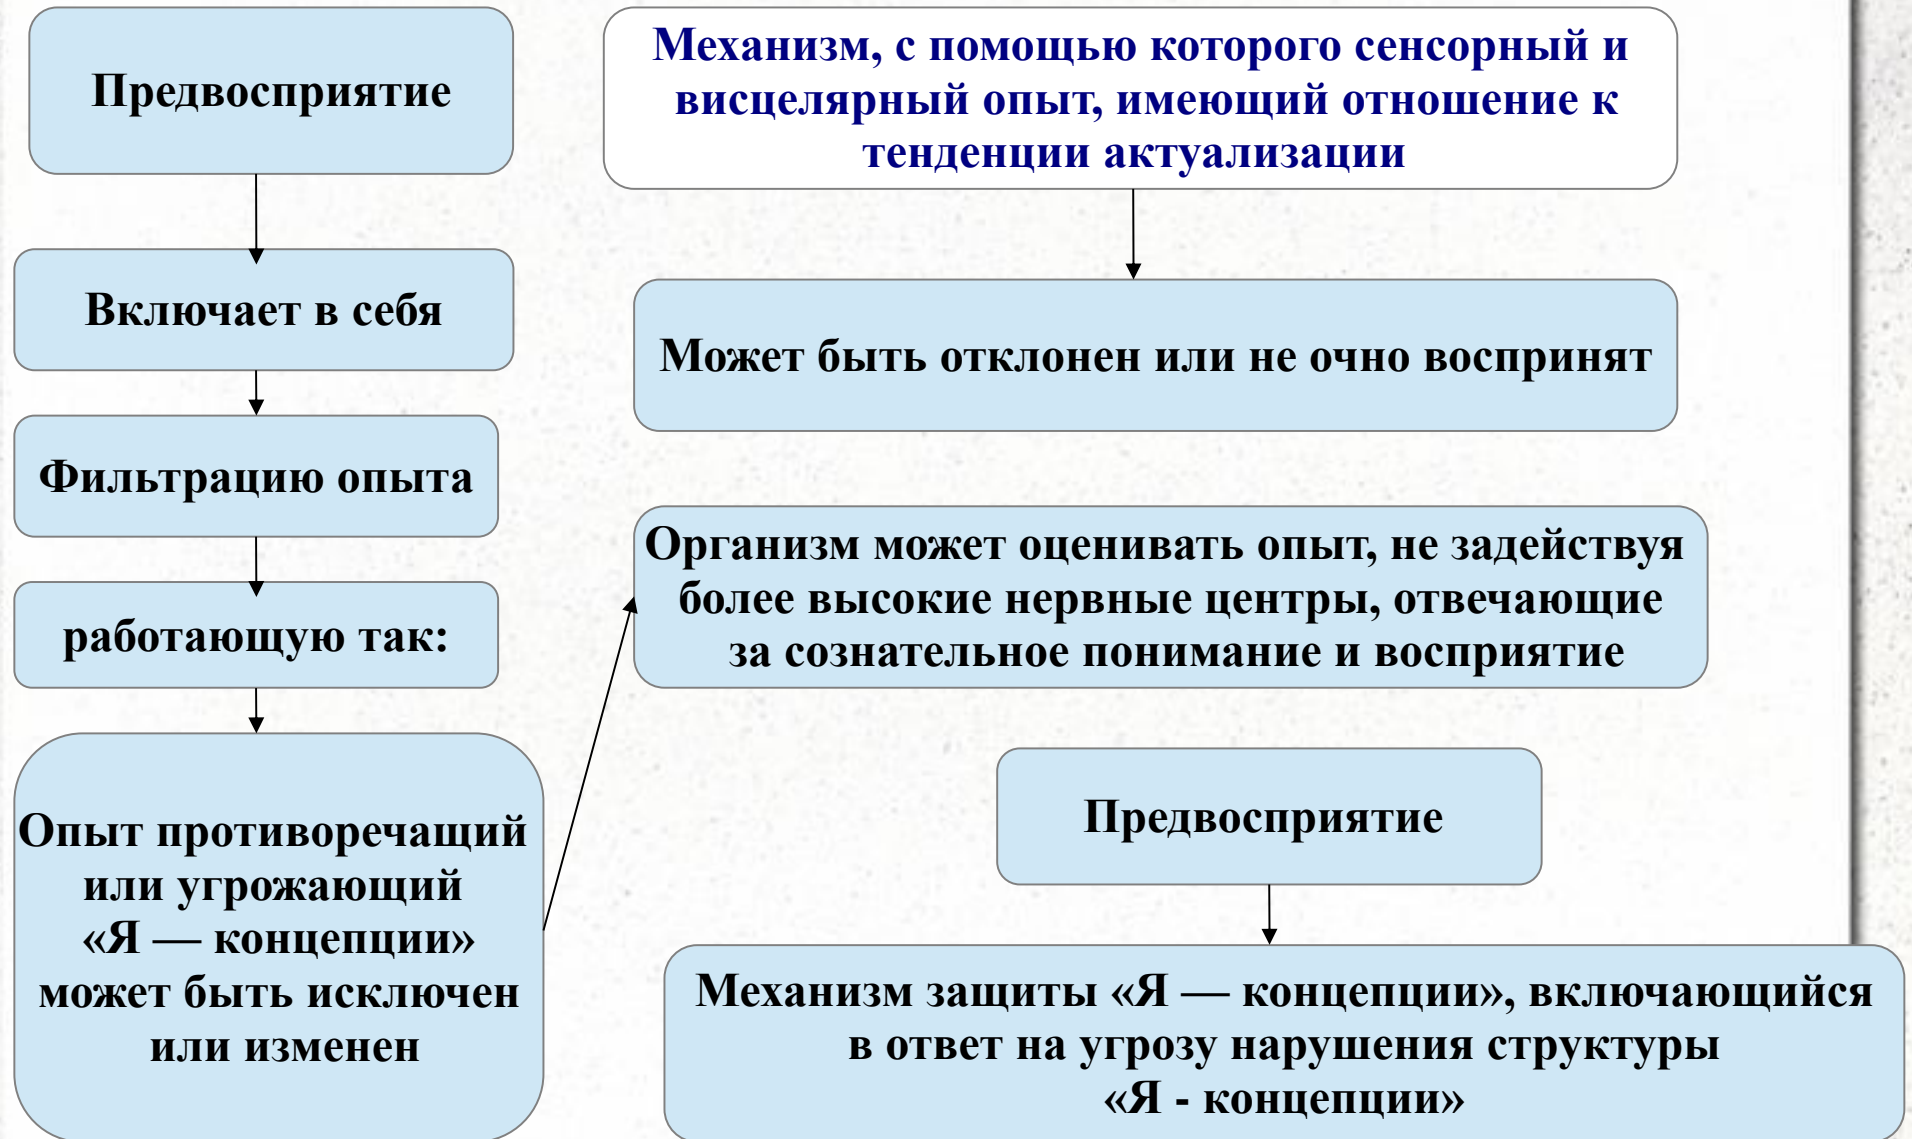 Предвосприятие
Включает в себя
Фильтрацию опыта
работающую так:
Опыт противоречащий
или угрожающий
«Я — концепции»
может быть исключен
или изменен
Механизм, с помощью которого сенсорный и
висцелярный опыт, имеющий отношение к
тенденции актуализации
Может быть отклонен или не очно воспринят
Организм может оценивать опыт, не задействуя
более высокие нервные центры, отвечающие
за сознательное понимание и восприятие
Предвосприятие
Механизм защиты «Я — концепции», включающийся
в ответ на угрозу нарушения структуры
«Я - концепции»